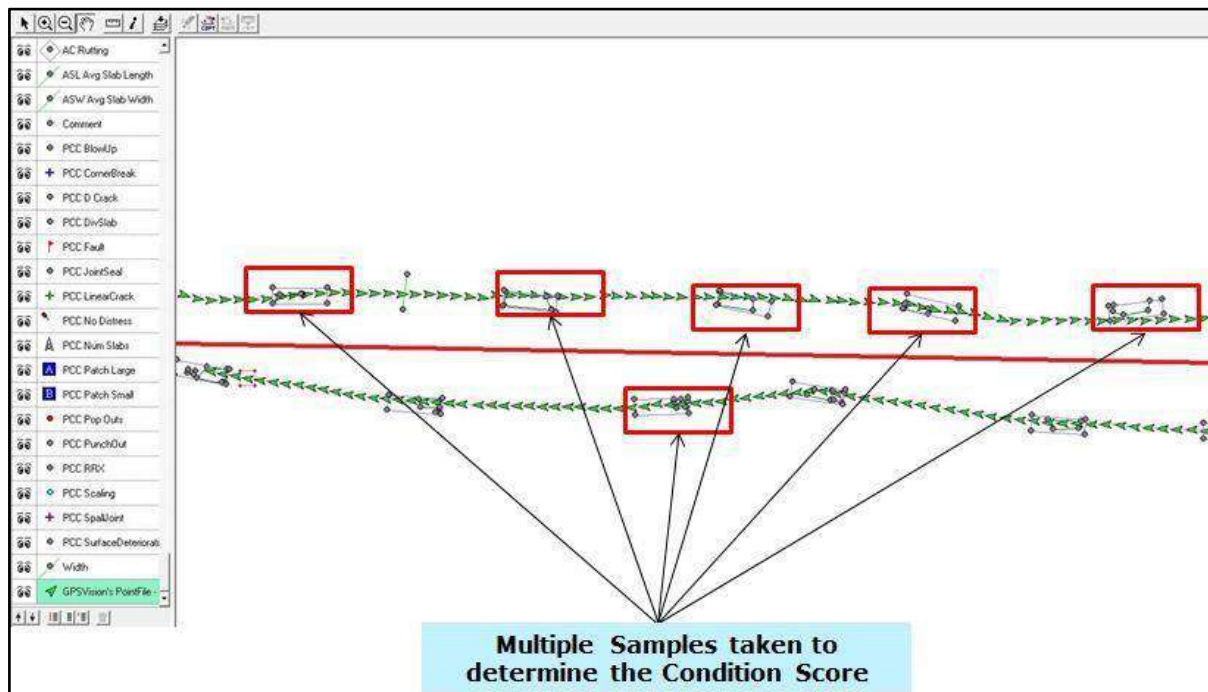 AC Rutting
ASL Avg Slab Length
ASW Avg Slab Width
Comment
PCC BlowUp
PCC CornerBreak
PCC D Crack
PCC DivSlab
PCC Fault
PCC JointSeal
PCC LinearCrack
PCC No Distress
PCC Num Slabs
A PCC Patch Large
B PCC Patch Small
PCC Pop Outs
PCC PunchOut
PCC RRX
PCC Scaling
PCC SpallJoint
PCC SurfaceDeteriorati
Width
GPSVision's PointFile -
Multiple Samples taken to
determine the Condition Score